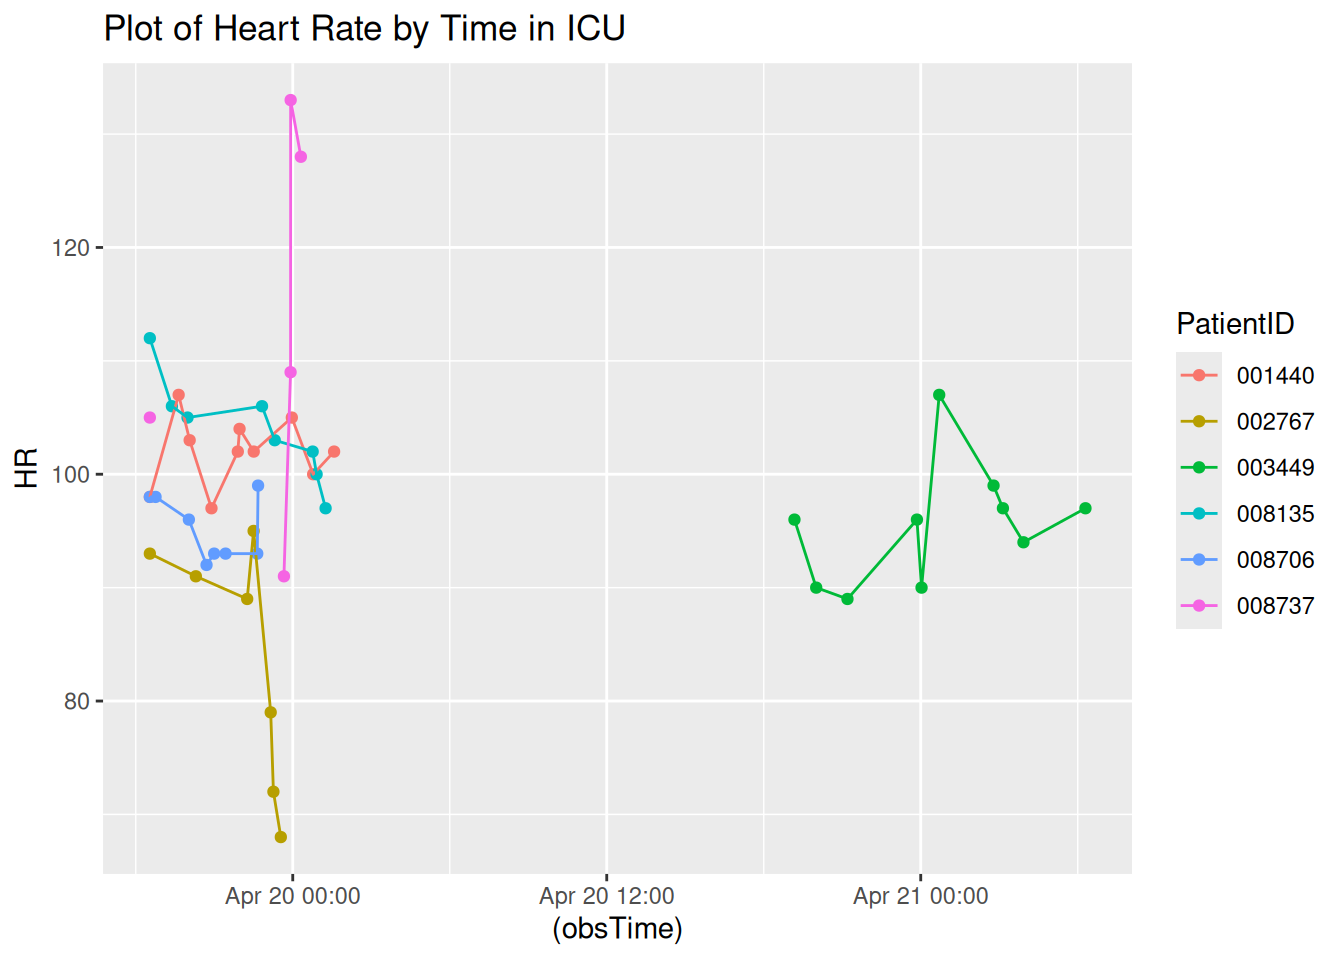 Plot of Heart Rate by Time in ICU
120
100
80
HR
Apr 20 00:00
Apr 20 12:00
Apr 21 00:00
(obsTime)
PatientID
001440
002767
003449
008135
008706
008737